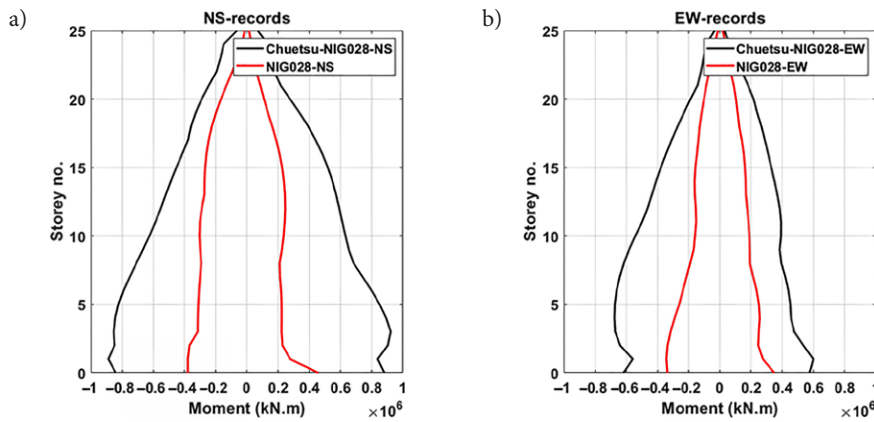 a)
NS-records
Chuetsu-NIG028-NS
NIG028-NS
25
20
15
10
5
0
Storey no.
−1 −0.8 −0.6 −0.4 −0.2 0 0.2 0.4 0.6 0.8 1
Moment (kN.m)
×10⁶
b)
EW-records
Chuetsu-NIG028-EW
NIG028-EW
25
20
15
10
5
0
Storey no.
−1 −0.8 −0.6 −0.4 −0.2 0 0.2 0.4 0.6 0.8 1
Moment (kN.m)
×10⁶